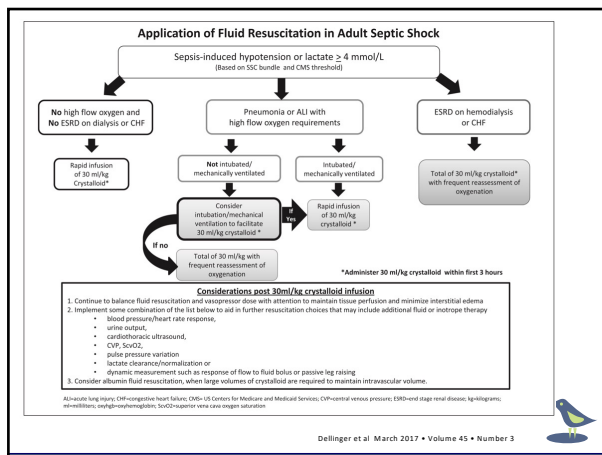 Application of Fluid Resuscitation in Adult Septic Shock
Sepsis-induced hypotension or lactate ≥ 4 mmol/L
(Based on SSC bundle and CMS threshold)
No high flow oxygen and
No ESRD on dialysis or CHF
Pneumonia or ALI with
high flow oxygen requirements
ESRD on hemodialysis
or CHF
Rapid infusion
of 30 ml/kg
Crystalloid*
Not intubated/
mechanically ventilated
Intubated/
mechanically ventilated
Total of 30 ml/kg crystalloid*
with frequent reassessment of
oxygenation
Consider
intubation/mechanical
ventilation to facilitate
30 ml/kg crystalloid *
If
Yes
Rapid infusion
of 30 ml/kg
crystalloid *
If no
Total of 30 ml/kg with
frequent reassessment of
oxygenation
*Administer 30 ml/kg crystalloid within first 3 hours
Considerations post 30ml/kg crystalloid infusion
1. Continue to balance fluid resuscitation and vasopressor dose with attention to maintain tissue perfusion and minimize interstitial edema
2. Implement some combination of the list below to aid in further resuscitation choices that may include additional fluid or inotrope therapy
• blood pressure/heart rate response,
• urine output,
• cardiothoracic ultrasound,
• CVP, ScvO2,
• pulse pressure variation
• lactate clearance/normalization or
• dynamic measurement such as response of flow to fluid bolus or passive leg raising
3. Consider albumin fluid resuscitation, when large volumes of crystalloid are required to maintain intravascular volume.
ALI=acute lung injury; CHF=congestive heart failure; CMS= US Centers for Medicare and Medicaid Services; CVP=central venous pressure; ESRD=end stage renal disease; kg=kilograms;
ml=milliliters; oxyhgb=oxyhemoglobin; ScvO2=superior vena cava oxygen saturation
Dellinger et al March 2017 • Volume 45 • Number 3